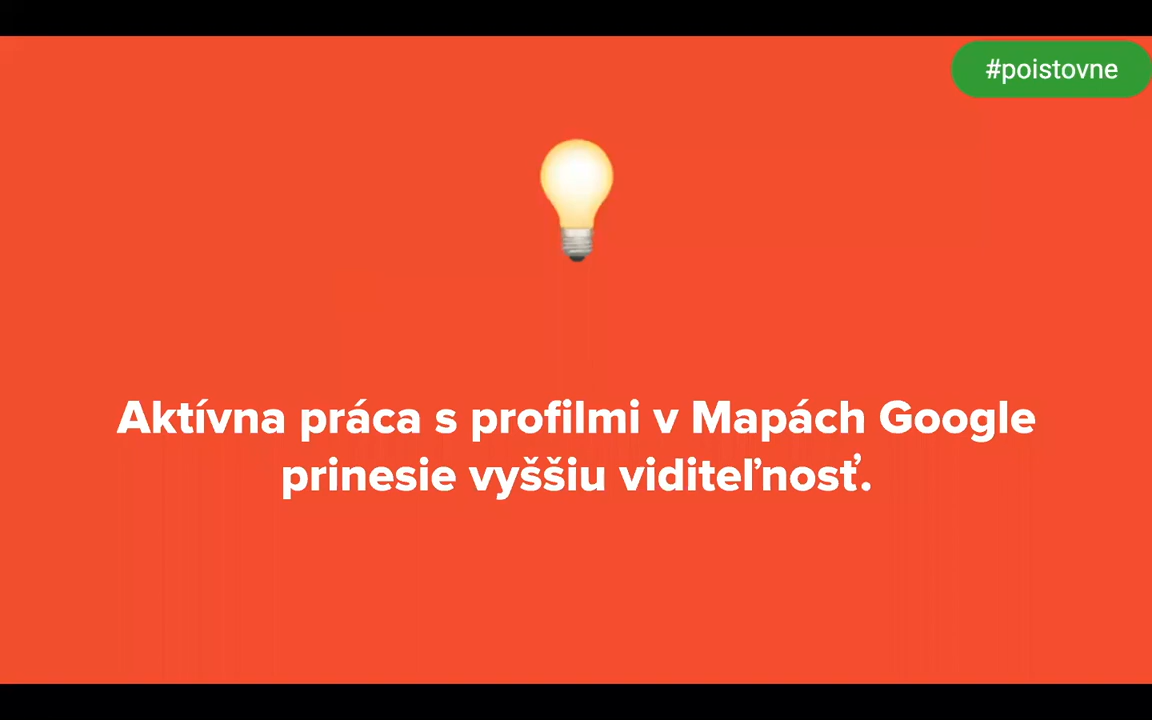 #poistovne
Aktívna práca s profilmi v Mapách Google
prinesie vyššiu viditeľnosť.